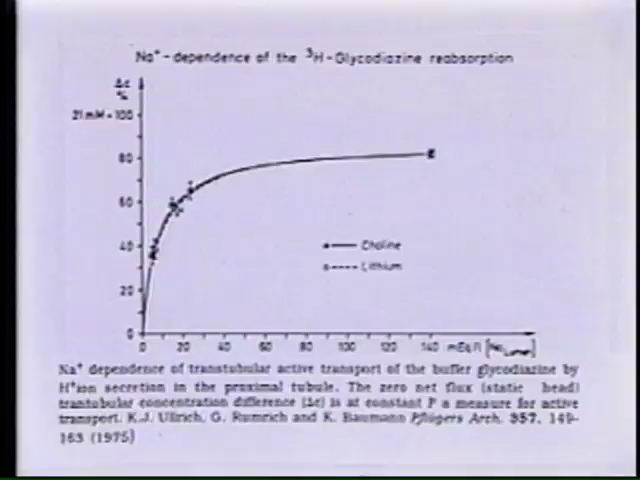 Na⁺-dependence of the ³H-Glycodiazine reabsorption
Δc
%
21 mM = 100
80
60
40
20
0
Choline
Lithium
0 20 40 60 80 100 120 140 mEq/l [Na Lumen]
Na⁺ dependence of transtubular active transport of the buffer glycodiazine by
H⁺ion secretion in the proximal tubule. The zero net flux (static head)
trantubular concentration difference (Δc) is at constant P a measure for active
transport. K.J. Ullrich, G. Rumrich and K. Baumann Pflügers Arch. 357, 149-
163 (1975)